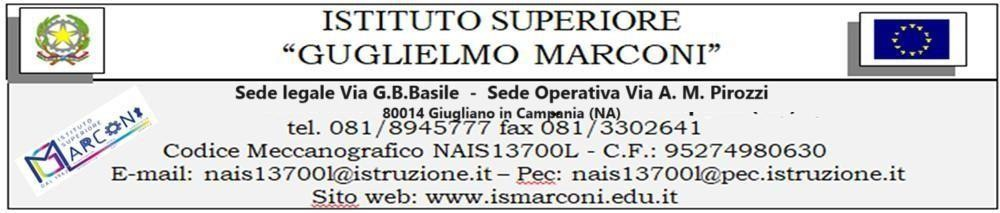 ISTITUTO SUPERIORE
“GUGLIELMO MARCONI”
Sede legale Via G.B.Basile - Sede Operativa Via A. M. Pirozzi
80014 Giugliano in Campania (NA)
tel. 081/8945777 fax 081/3302641
Codice Meccanografico NAIS13700L - C.F.: 95274980630
E-mail: nais13700l@istruzione.it – Pec: nais13700l@pec.istruzione.it
Sito web: www.ismarconi.edu.it
ISTITUTO SUPERIORE
MARCONI